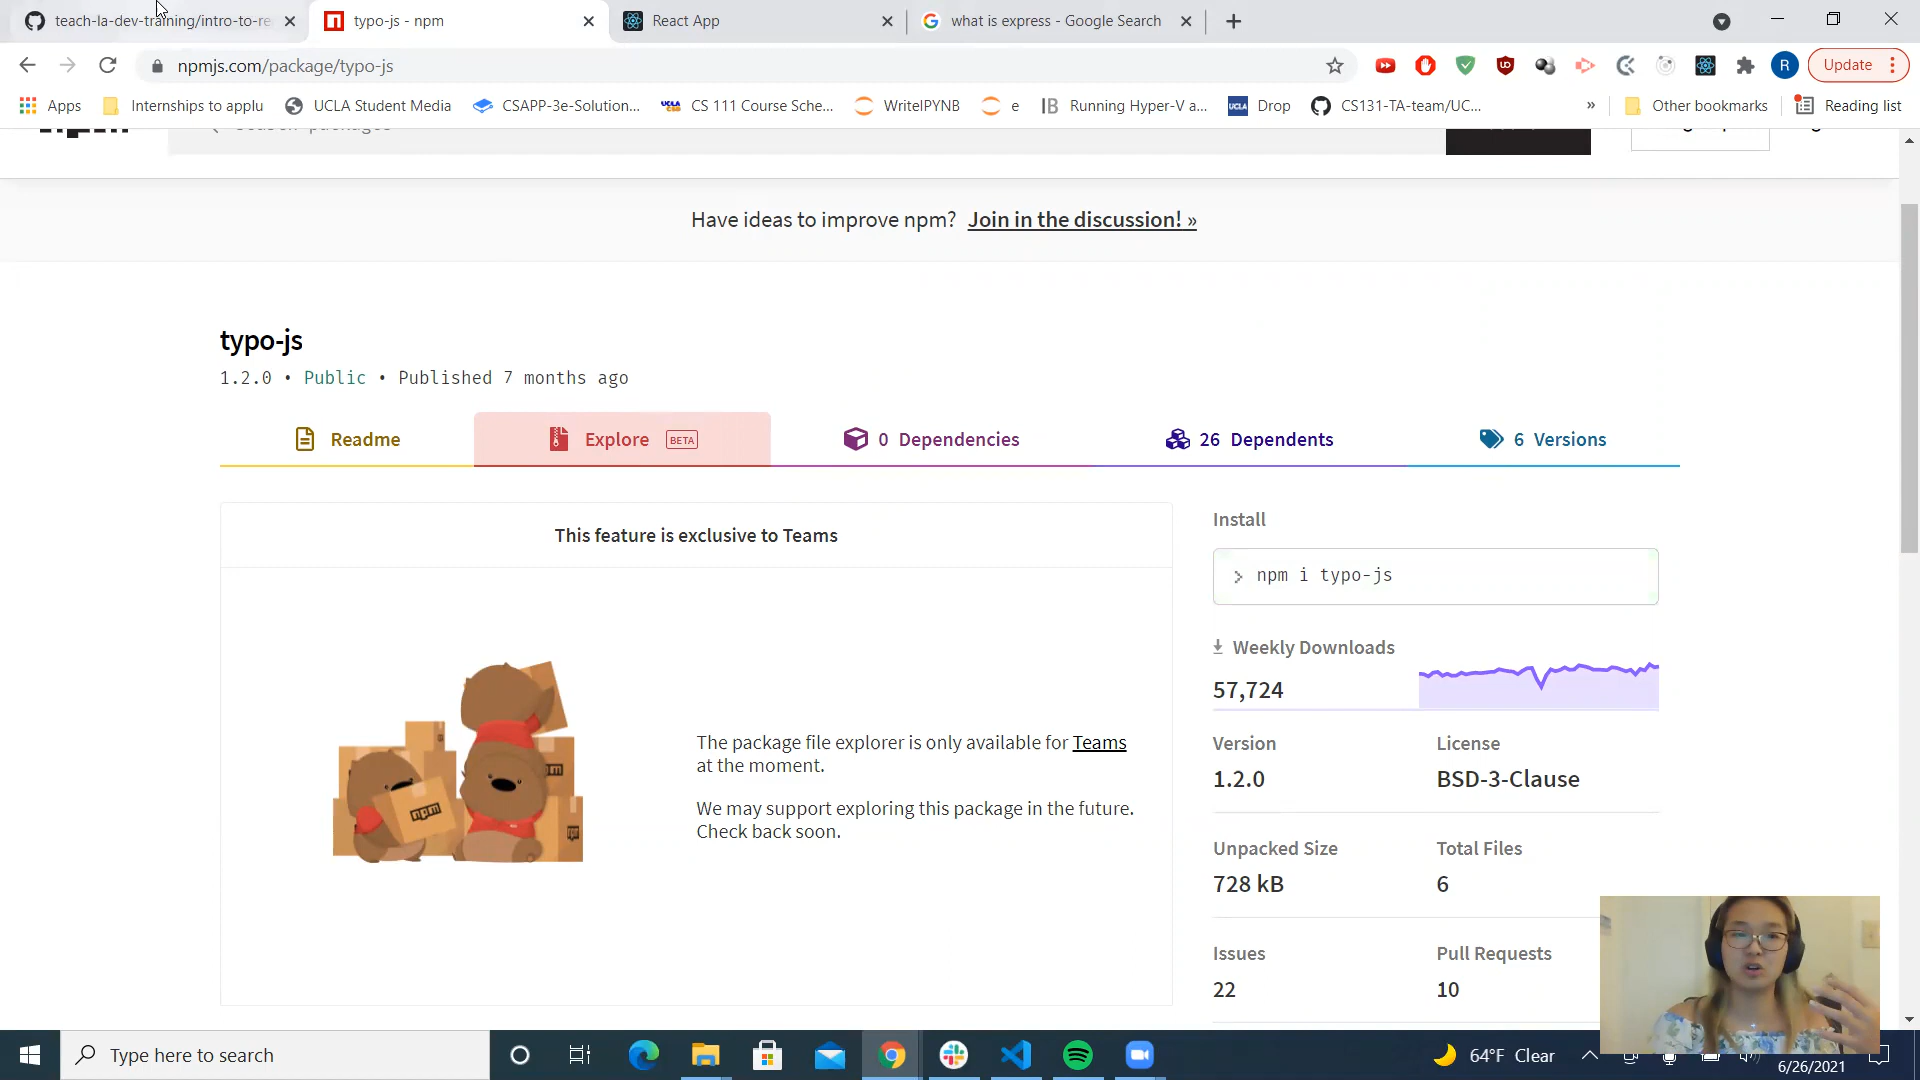 teach-la-dev-training/intro-to-re
typo-js - npm
React App
what is express - Google Search
npmjs.com/package/typo-js
Update
Apps
Internships to applu
UCLA Student Media
CSAPP-3e-Solution...
CS 111 Course Sche...
WriteIPYNB
e
Running Hyper-V a...
Drop
CS131-TA-team/UC...
»
Other bookmarks
Reading list
Have ideas to improve npm? Join in the discussion! »
typo-js
1.2.0 • Public • Published 7 months ago
Readme
Explore BETA
0 Dependencies
26 Dependents
6 Versions
This feature is exclusive to Teams
The package file explorer is only available for Teams
at the moment.
We may support exploring this package in the future.
Check back soon.
Install
> npm i typo-js
Weekly Downloads
57,724
Version
License
1.2.0
BSD-3-Clause
Unpacked Size
Total Files
728 kB
6
Issues
Pull Requests
22
10
Type here to search
64°F Clear
6/26/2021